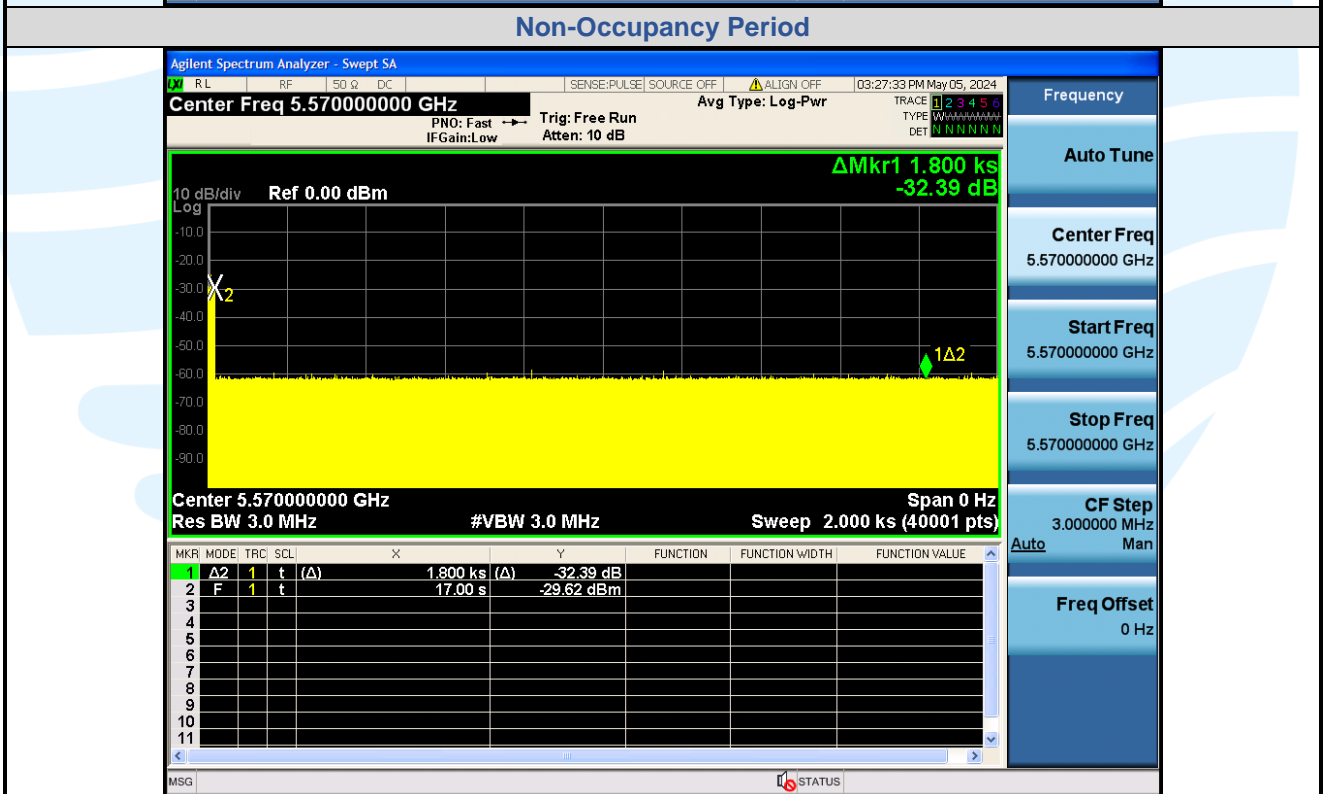 Non-Occupancy Period
Agilent Spectrum Analyzer - Swept SA
LXI RL RF 50 Ω DC SENSE:PULSE SOURCE OFF ALIGN OFF 03:27:33 PM May 05, 2024
Center Freq 5.570000000 GHz
PNO: Fast
IFGain:Low
Trig: Free Run
Atten: 10 dB
Avg Type: Log-Pwr
TRACE 1 2 3 4 5 6
TYPE WWWWWW
DET N N N N N N
ΔMkr1 1.800 ks
-32.39 dB
10 dB/div Ref 0.00 dBm
Log
-10.0
-20.0
-30.0
-40.0
-50.0
-60.0
-70.0
-80.0
-90.0
X2
1Δ2
Center 5.570000000 GHz Span 0 Hz
Res BW 3.0 MHz #VBW 3.0 MHz Sweep 2.000 ks (40001 pts)
MKR MODE TRC SCL X Y FUNCTION FUNCTION WIDTH FUNCTION VALUE
1 Δ2 1 t (Δ) 1.800 ks (Δ) -32.39 dB
2 F 1 t 17.00 s -29.62 dBm
3
4
5
6
7
8
9
10
11
MSG STATUS
Frequency
Auto Tune
Center Freq
5.570000000 GHz
Start Freq
5.570000000 GHz
Stop Freq
5.570000000 GHz
CF Step
3.000000 MHz
Auto Man
Freq Offset
0 Hz